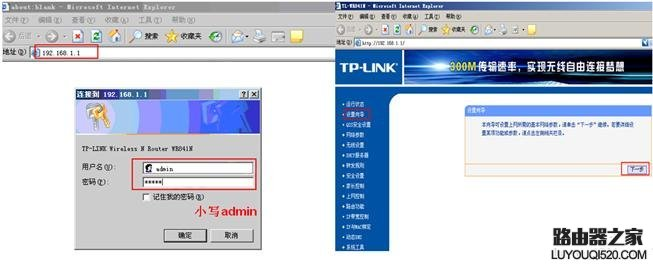 about:blank - Microsoft Internet Explorer
文件(F) 编辑(E) 查看(V) 收藏(A) 工具(T) 帮助(H)
后退 搜索 收藏夹
地址(D) 192.168.1.1
连接到 192.168.1.1
TP-LINK Wireless N Router WR841N
用户名(U): admin
密码(P): *****
记住我的密码(R)
小写admin
确定 取消
TL-WR841N - Microsoft Internet Explorer
文件(F) 编辑(E) 查看(V) 收藏(A) 工具(T) 帮助(H)
后退 搜索 收藏夹
地址(D) http://192.168.1.1/
TP-LINK 300M传输速率，实现无线自由连接梦想
运行状态
设置向导
QSS安全设置
网络参数
无线设置
DHCP服务器
转发规则
安全设置
家长控制
上网控制
路由功能
IP带宽控制
IP与MAC绑定
动态DNS
系统工具
设置向导
本向导可设置上网所需的基本网络参数，请单击“下一步”继续。若要详细设
置某项功能或参数，请点击左侧相关栏目。
下一步
路由器之家
LUYOUQI520.COM